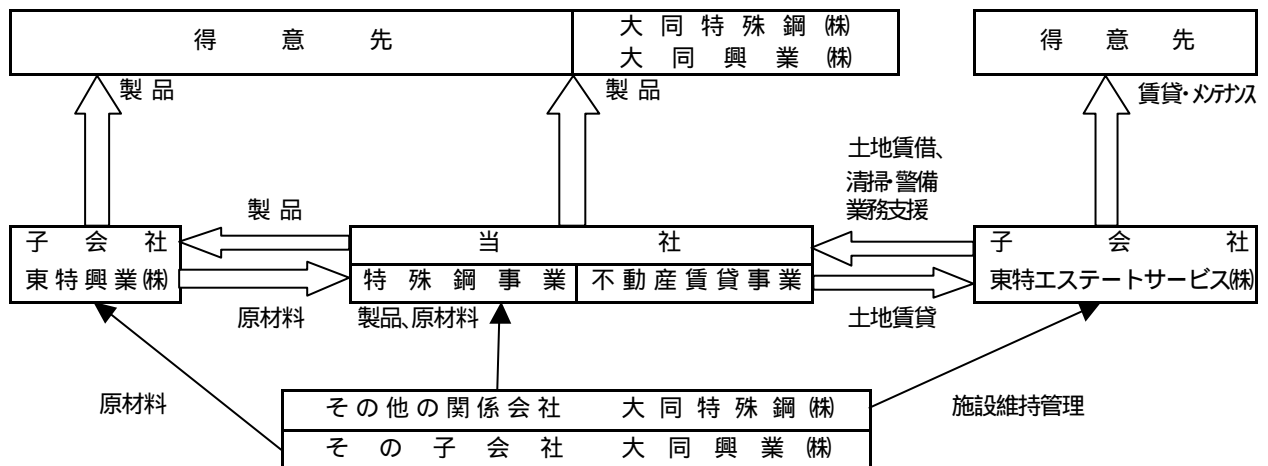 得意先
大同特殊鋼㈱
大同興業㈱
得意先
製品
製品
賃貸・メンテナンス
土地賃借、
清掃・警備
業務支援
製品
子会社
東特興業㈱
当社
特殊鋼事業
不動産賃貸事業
子会社
東特エステートサービス㈱
原材料
製品、原材料
土地賃貸
原材料
その他の関係会社 大同特殊鋼㈱
その子会社 大同興業㈱
施設維持管理